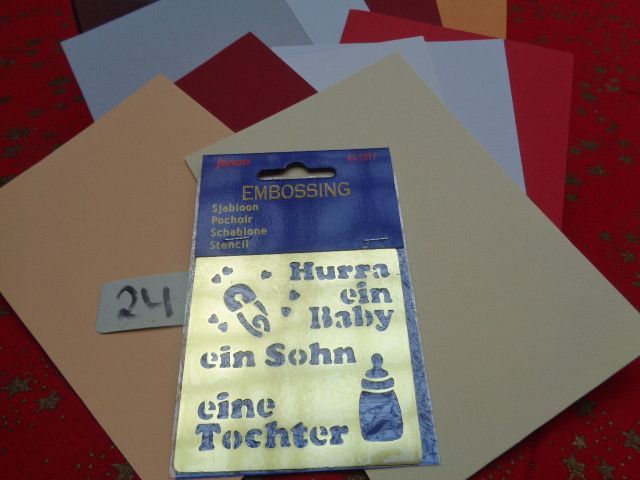 EMBOSSING
Sjabloon
Pochoir
Schablone
Stencil
24
Hurra
ein
Baby
ein Sohn
eine
Tochter